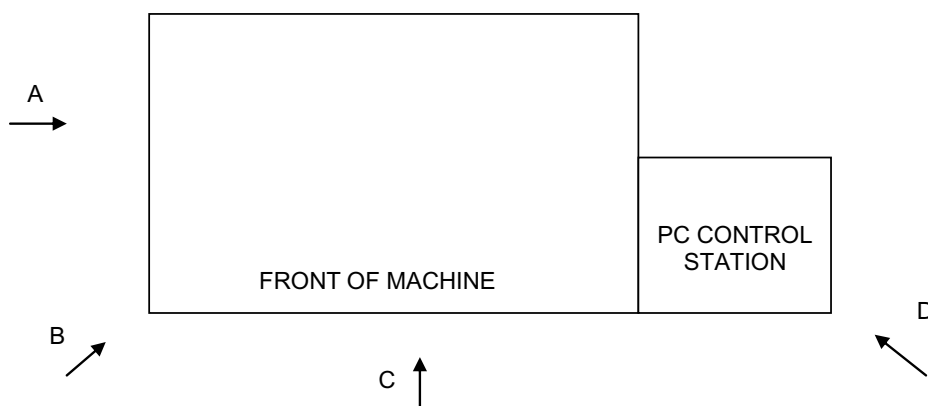 A
PC CONTROL
STATION
FRONT OF MACHINE
D
B
C